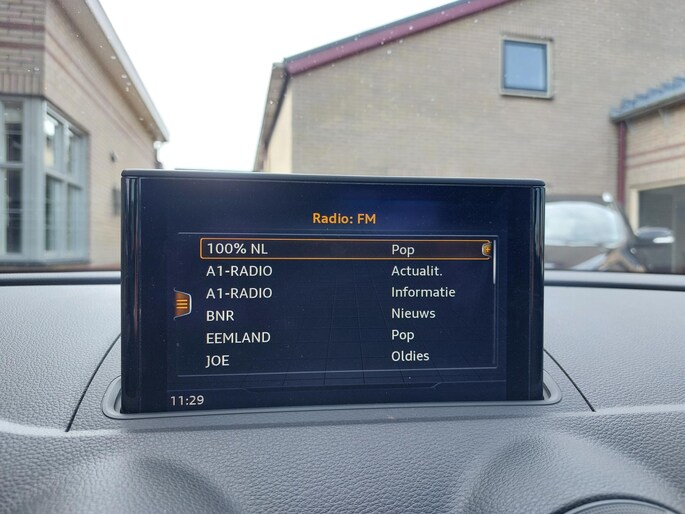 Radio: FM
100% NL Pop
A1-RADIO Actualit.
A1-RADIO Informatie
BNR Nieuws
EEMLAND Pop
JOE Oldies
11:29